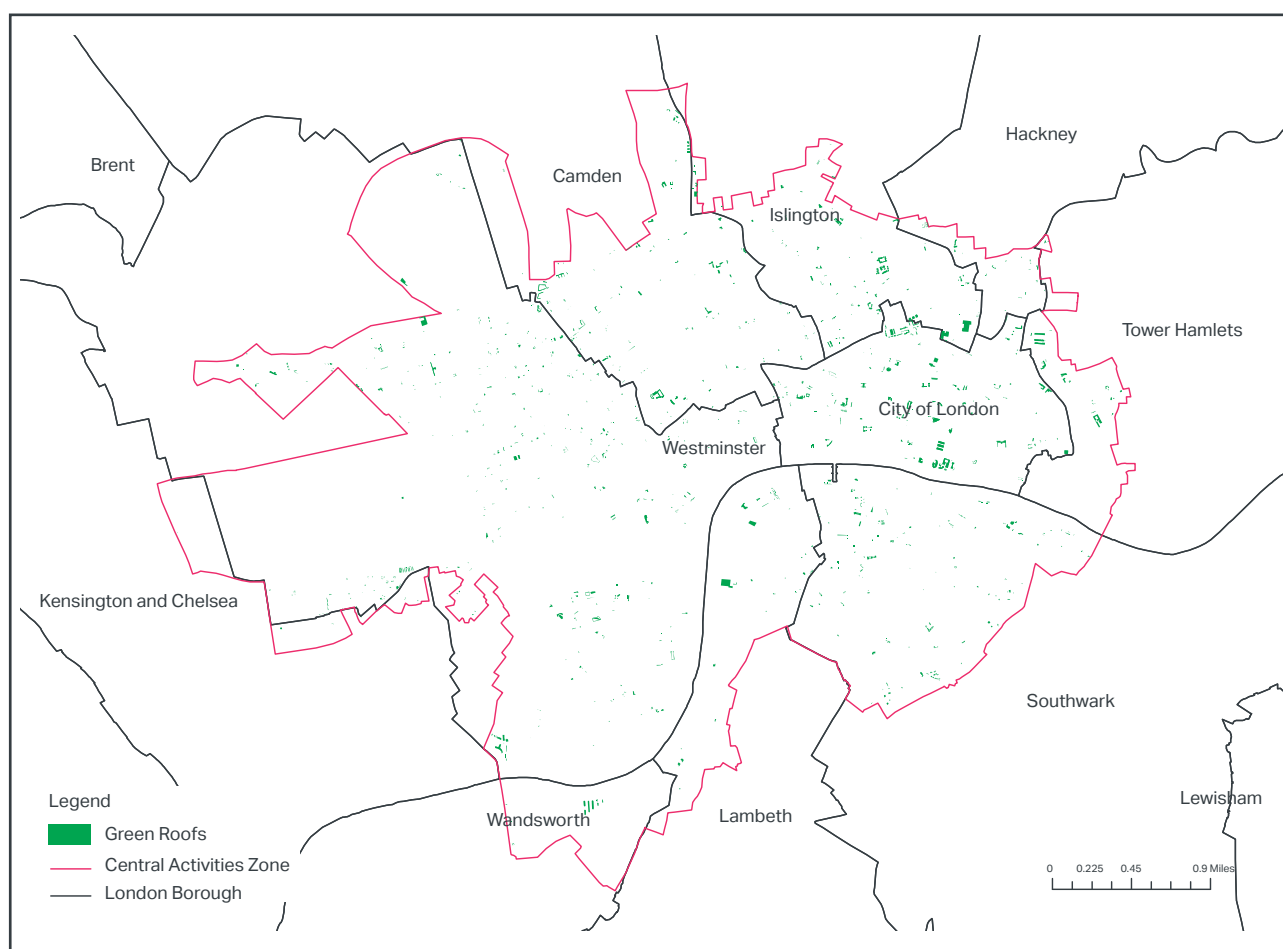 Hackney
Brent
Camden
Islington
Tower Hamlets
City of London
Westminster
Kensington and Chelsea
Southwark
Lewisham
Lambeth
Wandsworth
Legend
Green Roofs
Central Activities Zone
London Borough
0 0.225 0.45 0.9 Miles